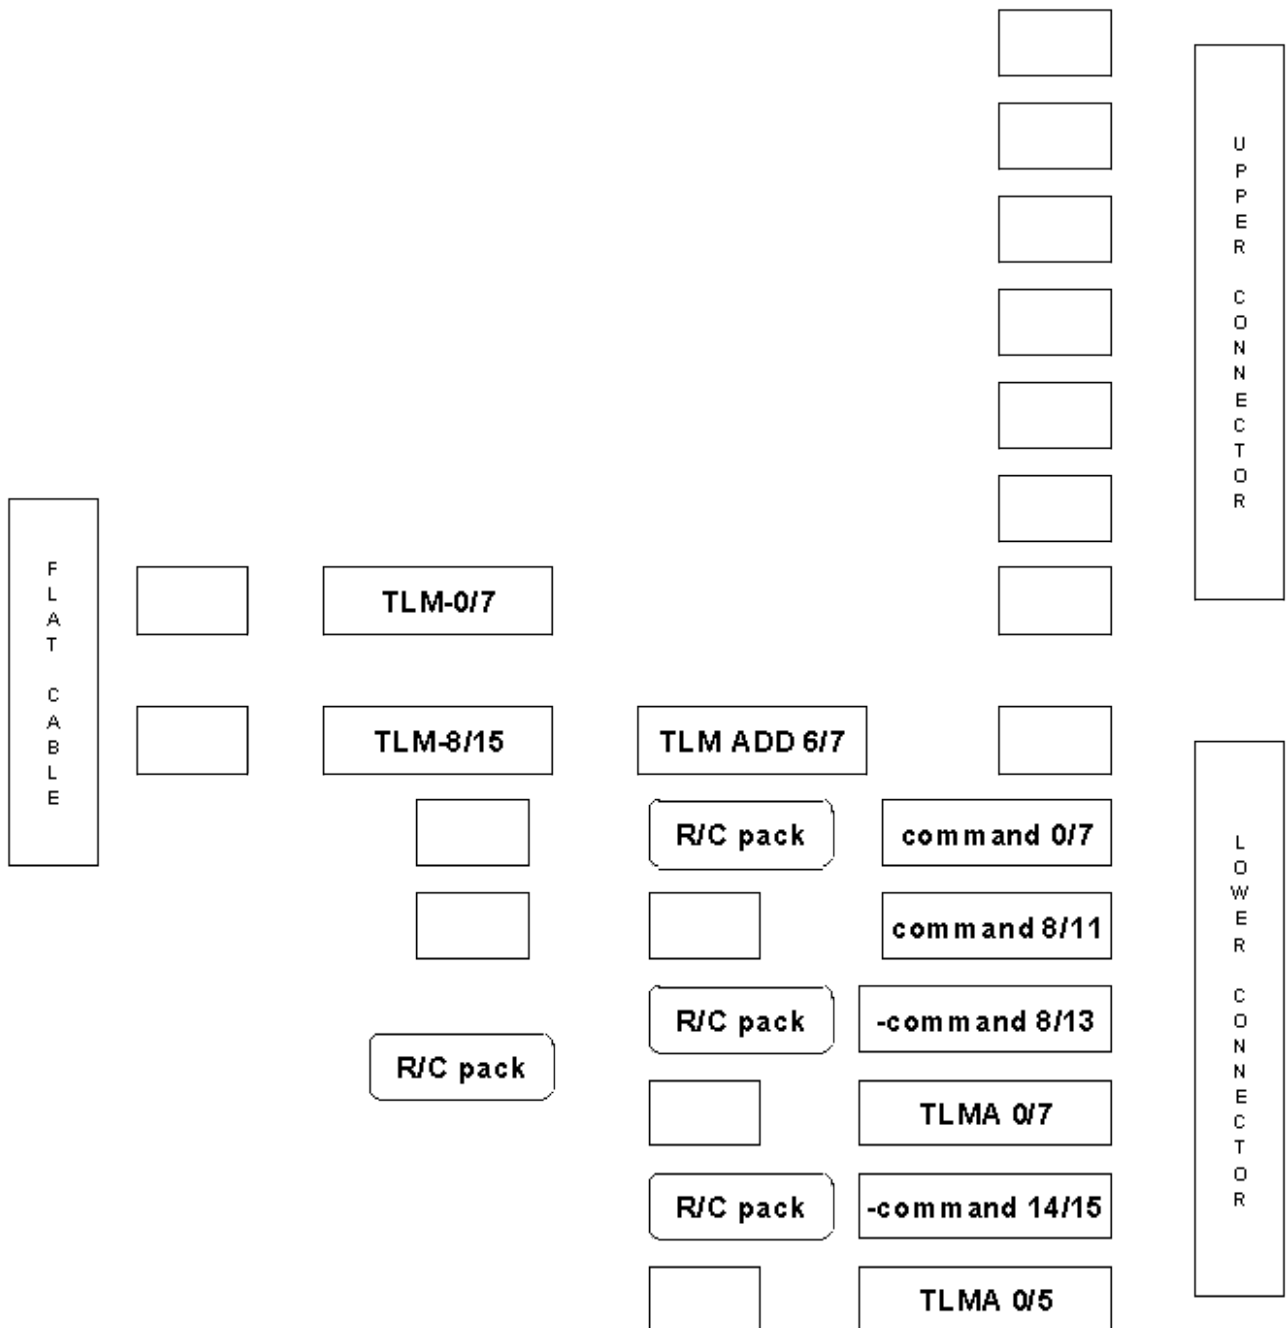 UPPER CONNECTOR
FLAT CABLE
TLM-0/7
TLM-8/15
TLM ADD 6/7
R/C pack
command 0/7
LOWER CONNECTOR
command 8/11
R/C pack
-command 8/13
R/C pack
TLMA 0/7
R/C pack
-command 14/15
TLMA 0/5